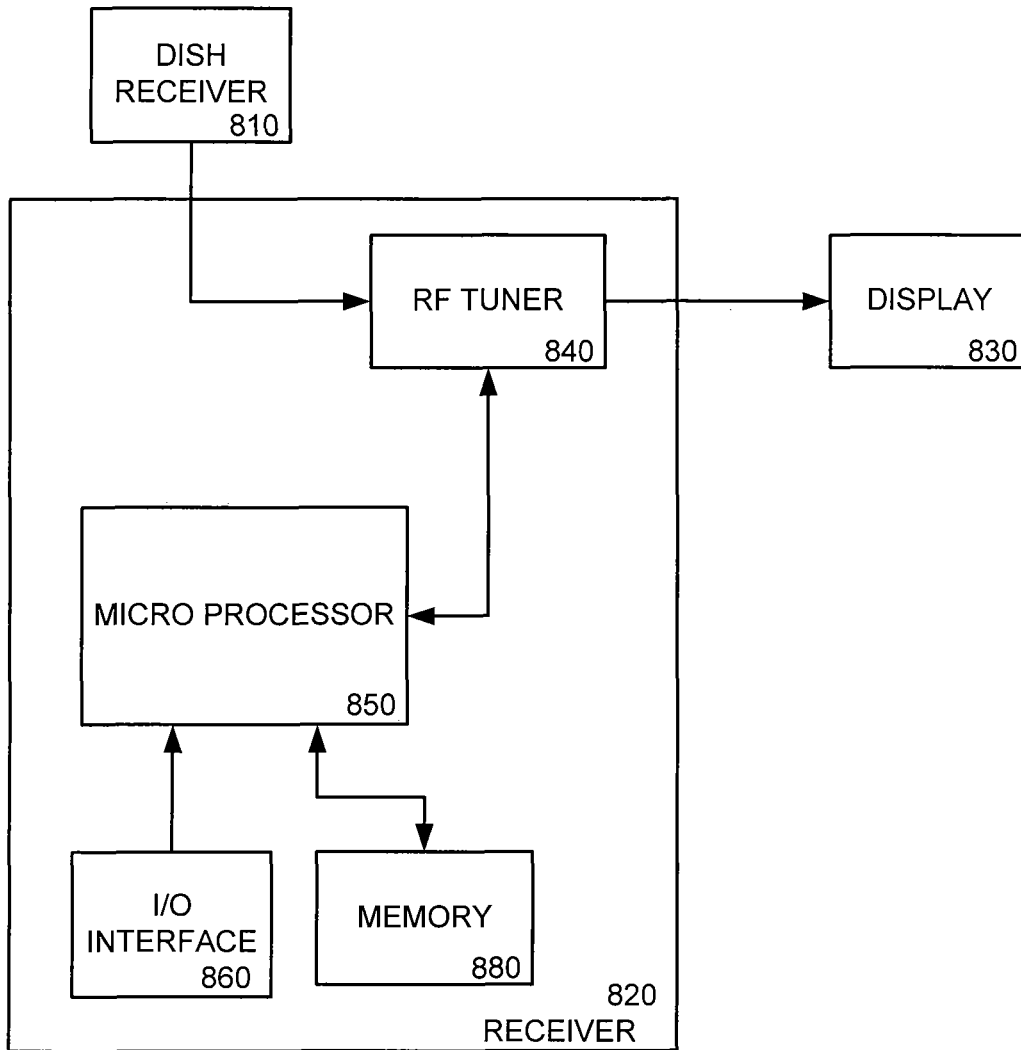 DISH
RECEIVER
810
RF TUNER
840
DISPLAY
830
MICRO PROCESSOR
850
I/O
INTERFACE
860
MEMORY
880
820
RECEIVER